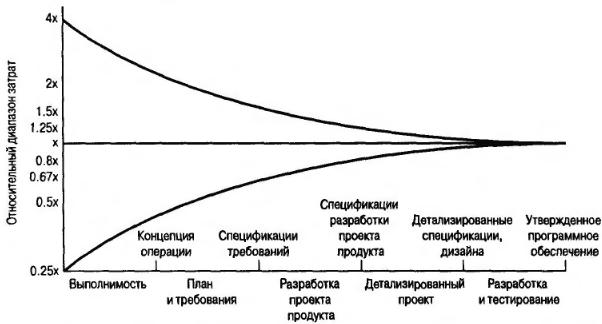 Относительный диапазон затрат
4x
2x
1.5x
1.25x
x
0.8x
0.67x
0.5x
0.25x
Концепция
операции
Спецификации
требований
Спецификации
разработки
проекта
продукта
Детализированные
спецификации,
дизайна
Утвержденное
программное
обеспечение
Выполнимость
План
и требования
Разработка
проекта
продукта
Детализированный
проект
Разработка
и тестирование